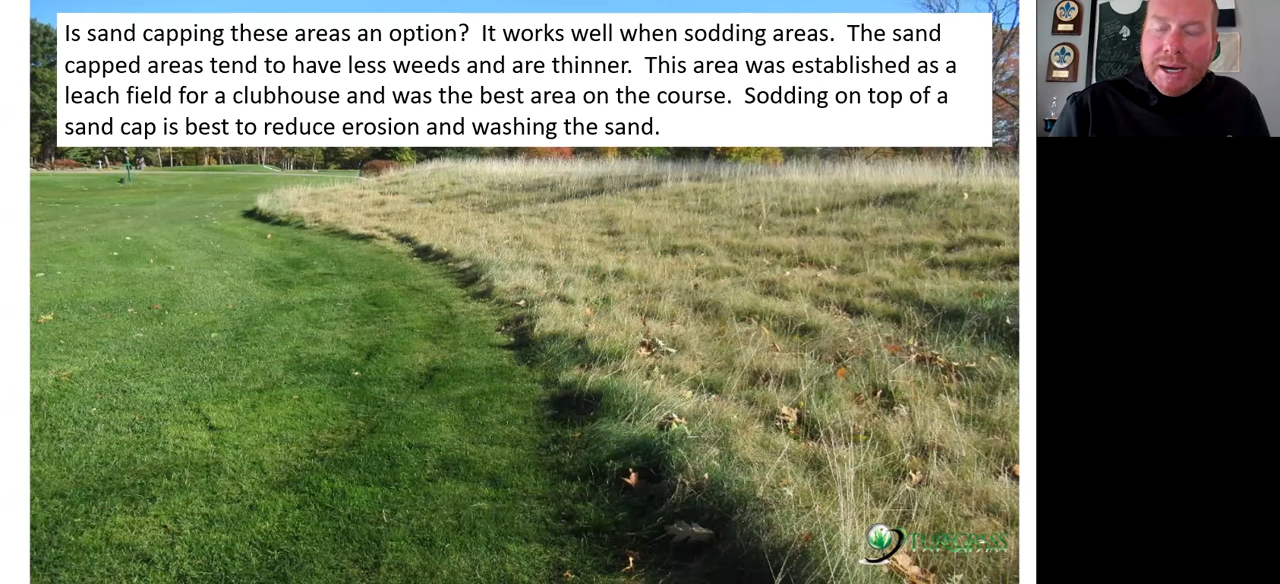 Is sand capping these areas an option?  It works well when sodding areas.  The sand
capped areas tend to have less weeds and are thinner.  This area was established as a
leach field for a clubhouse and was the best area on the course.  Sodding on top of a
sand cap is best to reduce erosion and washing the sand.
TURFGRASS